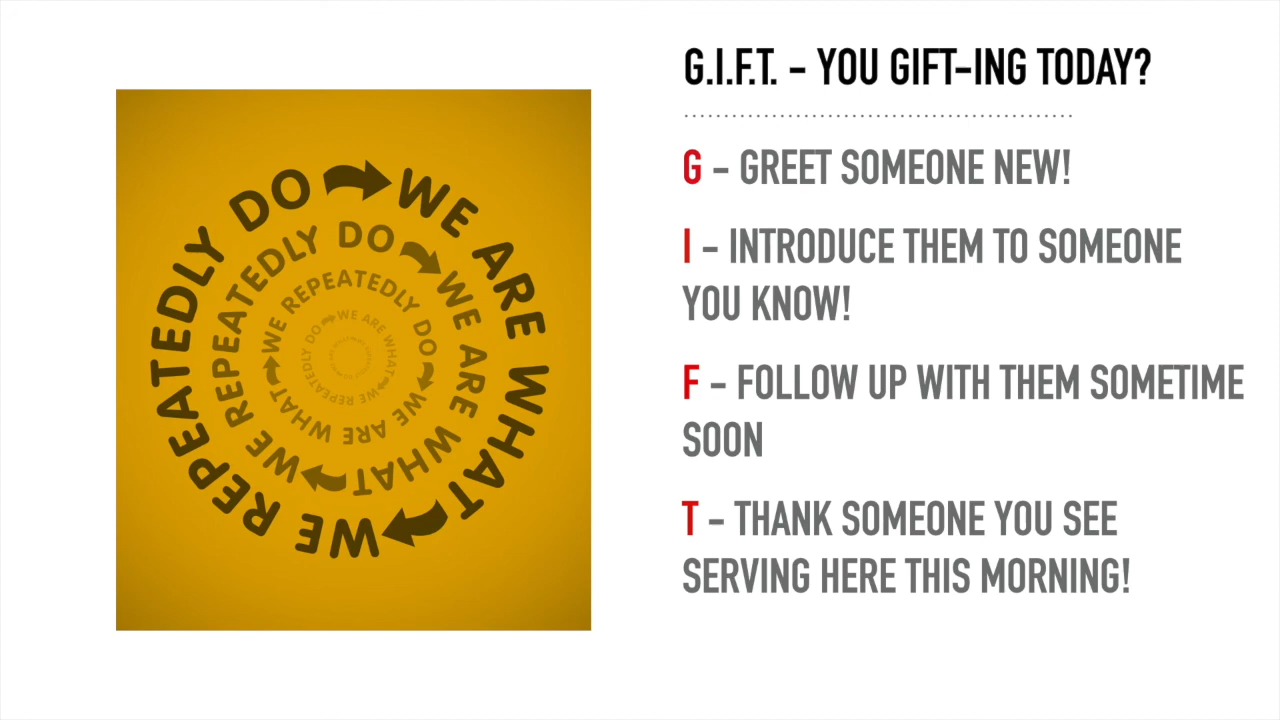 G.I.F.T. – YOU GIFT-ING TODAY?
G – GREET SOMEONE NEW!
I – INTRODUCE THEM TO SOMEONE
YOU KNOW!
F – FOLLOW UP WITH THEM SOMETIME
SOON
T – THANK SOMEONE YOU SEE
SERVING HERE THIS MORNING!
WE ARE WHAT WE REPEATEDLY DO
WE ARE WHAT WE REPEATEDLY DO
WE ARE WHAT WE REPEATEDLY DO
WE ARE WHAT WE REPEATEDLY DO